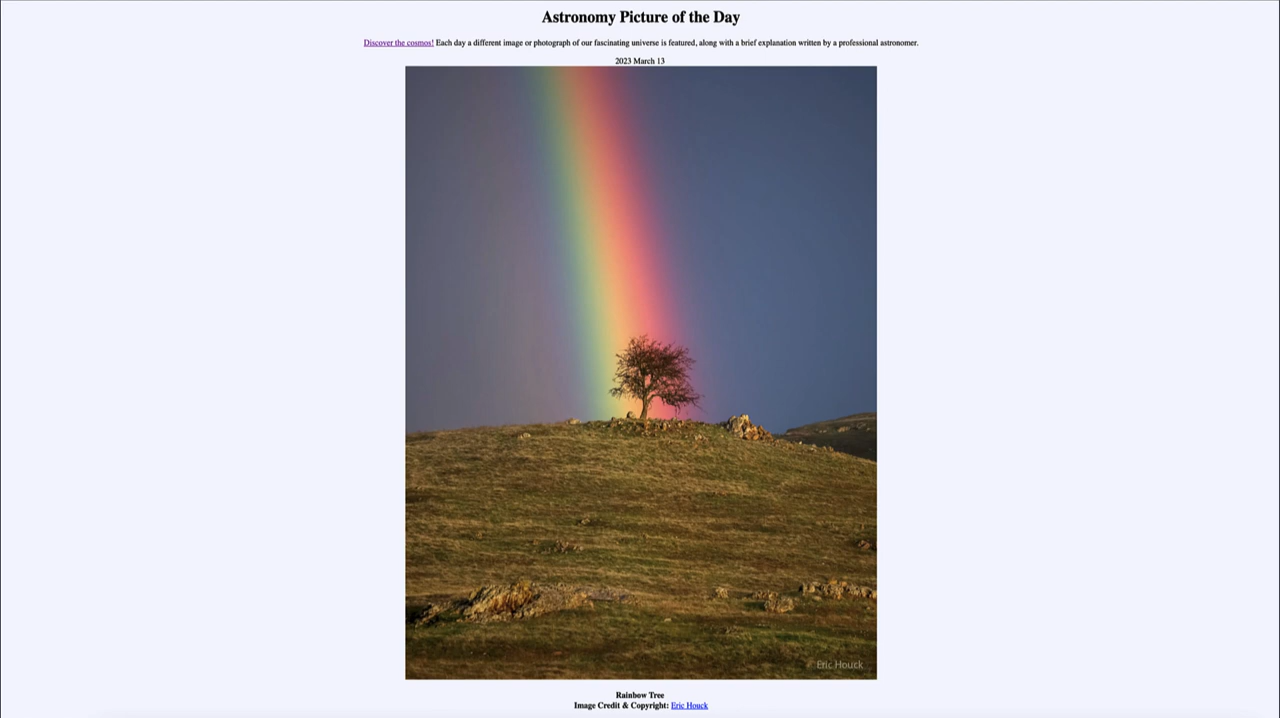 Astronomy Picture of the Day
Discover the cosmos! Each day a different image or photograph of our fascinating universe is featured, along with a brief explanation written by a professional astronomer.
2023 March 13
Eric Houck
Rainbow Tree
Image Credit & Copyright: Eric Houck